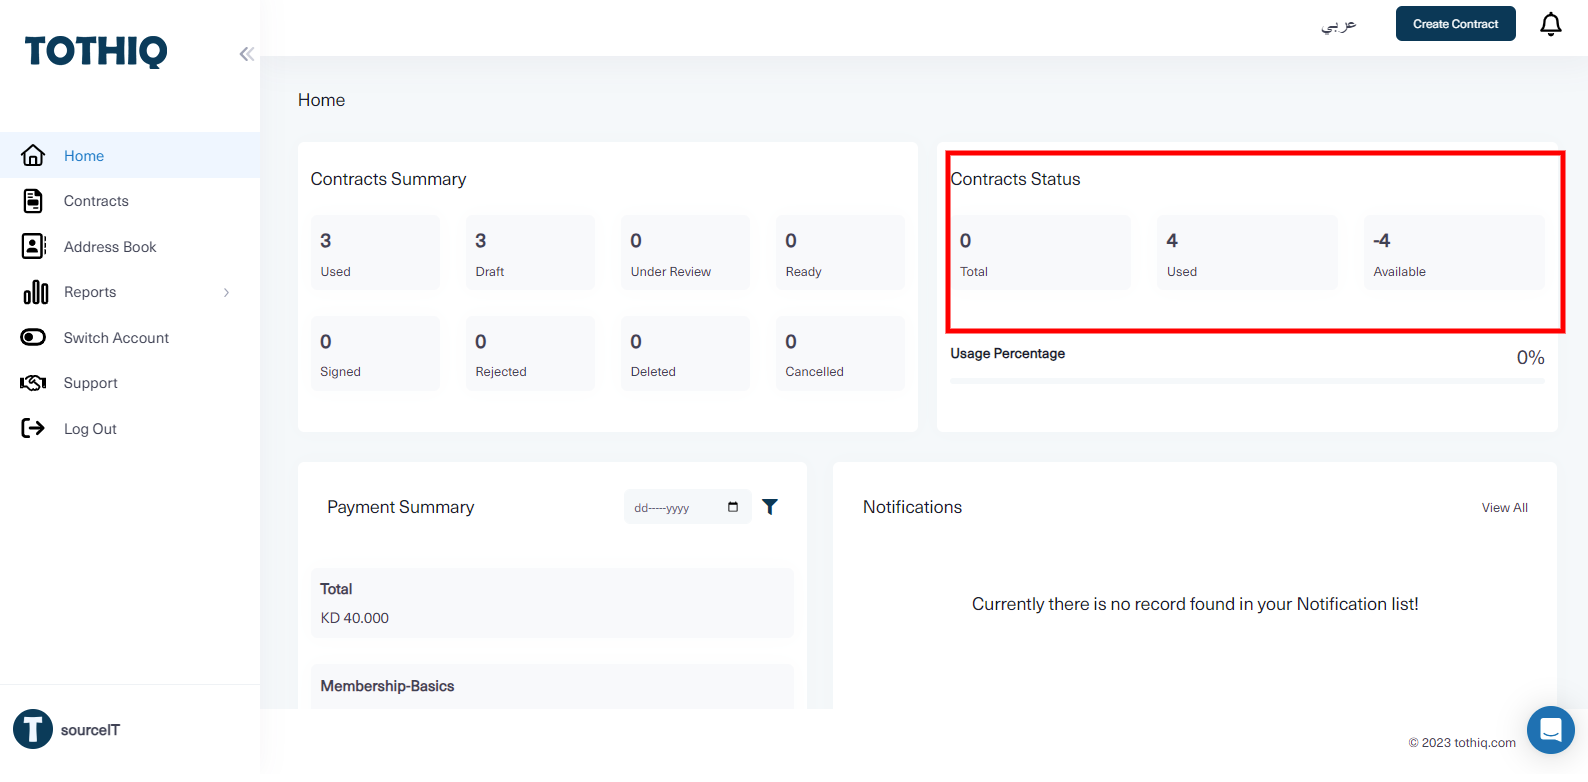 TOTHIQ
عربي
Create Contract
Home
Contracts
Address Book
Reports
Switch Account
Support
Log Out
sourceIT
Home
Contracts Summary
3
Used
3
Draft
0
Under Review
0
Ready
0
Signed
0
Rejected
0
Deleted
0
Cancelled
Contracts Status
0
Total
4
Used
-4
Available
Usage Percentage
0%
Payment Summary
dd-----yyyy
Total
KD 40.000
Membership-Basics
Notifications
View All
Currently there is no record found in your Notification list!
© 2023 tothiq.com